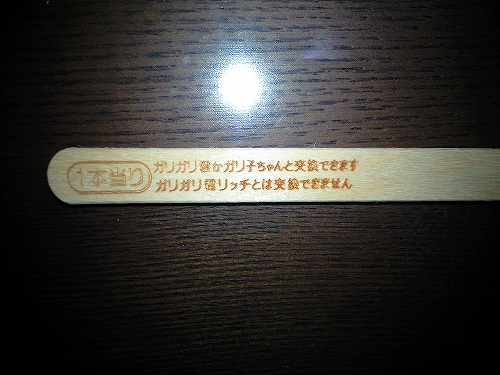 1本当り
ガリガリ君かガリ子ちゃんと交換できます
ガリガリ君リッチとは交換できません